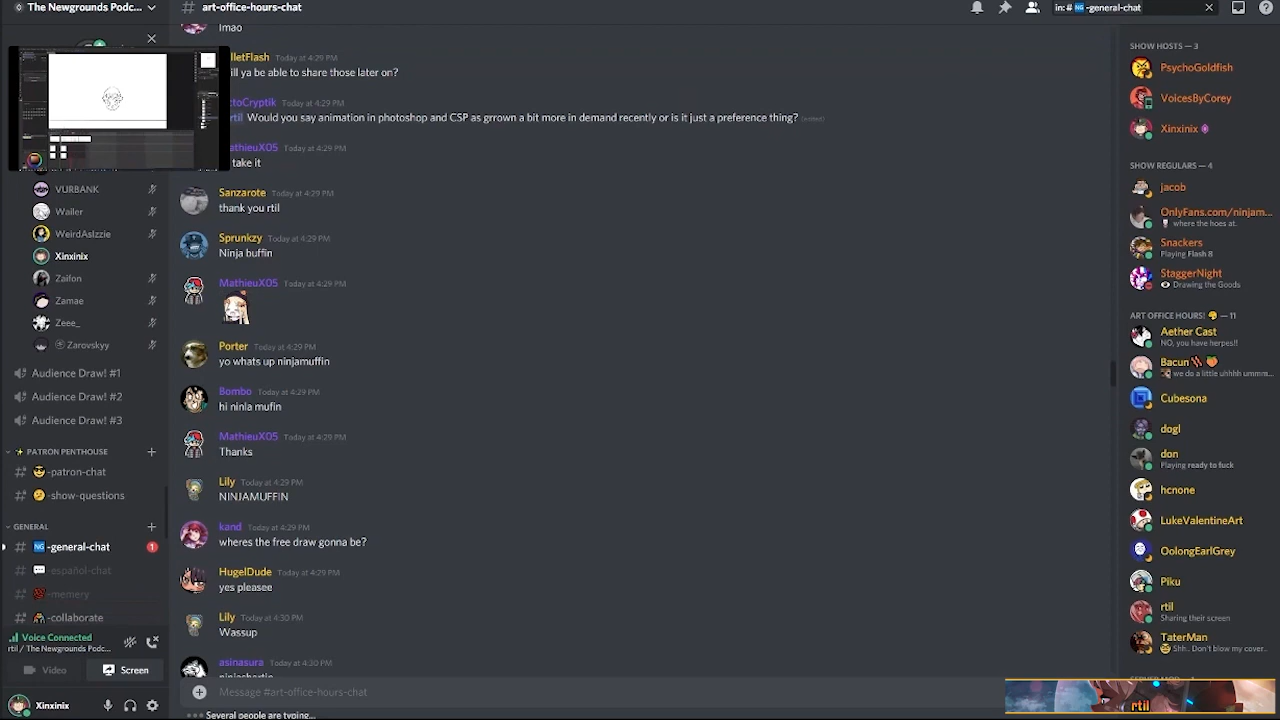 The Newgrounds Podc...
VURBANK
Waller
WeirdAslzzie
Xinxinix
Zaifon
Zamae
Zeee_
Zarovskyy
Audience Draw! #1
Audience Draw! #2
Audience Draw! #3
PATRON PENTHOUSE
-patron-chat
-show-questions
GENERAL
NG -general-chat 1
-español-chat
-memery
-collaborate
Voice Connected
rtil / The Newgrounds Podc...
Video Screen
Xinxinix
# art-office-hours-chat
lmao
lletFlash Today at 4:29 PM
ill ya be able to share those later on?
ctoCryptik Today at 4:29 PM
rtil Would you say animation in photoshop and CSP as grrown a bit more in demand recently or is it just a preference thing? (edited)
athieuX05 Today at 4:29 PM
take it
Sanzarote Today at 4:29 PM
thank you rtil
Sprunkzy Today at 4:29 PM
Ninja buffin
MathieuX05 Today at 4:29 PM
Porter Today at 4:29 PM
yo whats up ninjamuffin
Bombo Today at 4:29 PM
hi ninla mufin
MathieuX05 Today at 4:29 PM
Thanks
Lily Today at 4:29 PM
NINJAMUFFIN
kand Today at 4:29 PM
wheres the free draw gonna be?
HugelDude Today at 4:29 PM
yes pleasee
Lily Today at 4:30 PM
Wassup
asinasura Today at 4:30 PM
Message #art-office-hours-chat
Several people are typing...
in: # NG -general-chat
SHOW HOSTS — 3
PsychoGoldfish
VoicesByCorey
Xinxinix
SHOW REGULARS — 4
jacob
OnlyFans.com/ninjam...
where the hoes at.
Snackers
Playing Flash 8
StaggerNight
Drawing the Goods
ART OFFICE HOURS! — 11
Aether Cast
NO, you have herpes!!
Bacun
we do a little uhhhh ummm...
Cubesona
dogl
don
Playing ready to fuck
hcnone
LukeValentineArt
OolongEarlGrey
Piku
rtil
Sharing their screen
TaterMan
Shh.. Don't blow my cover..
rtil